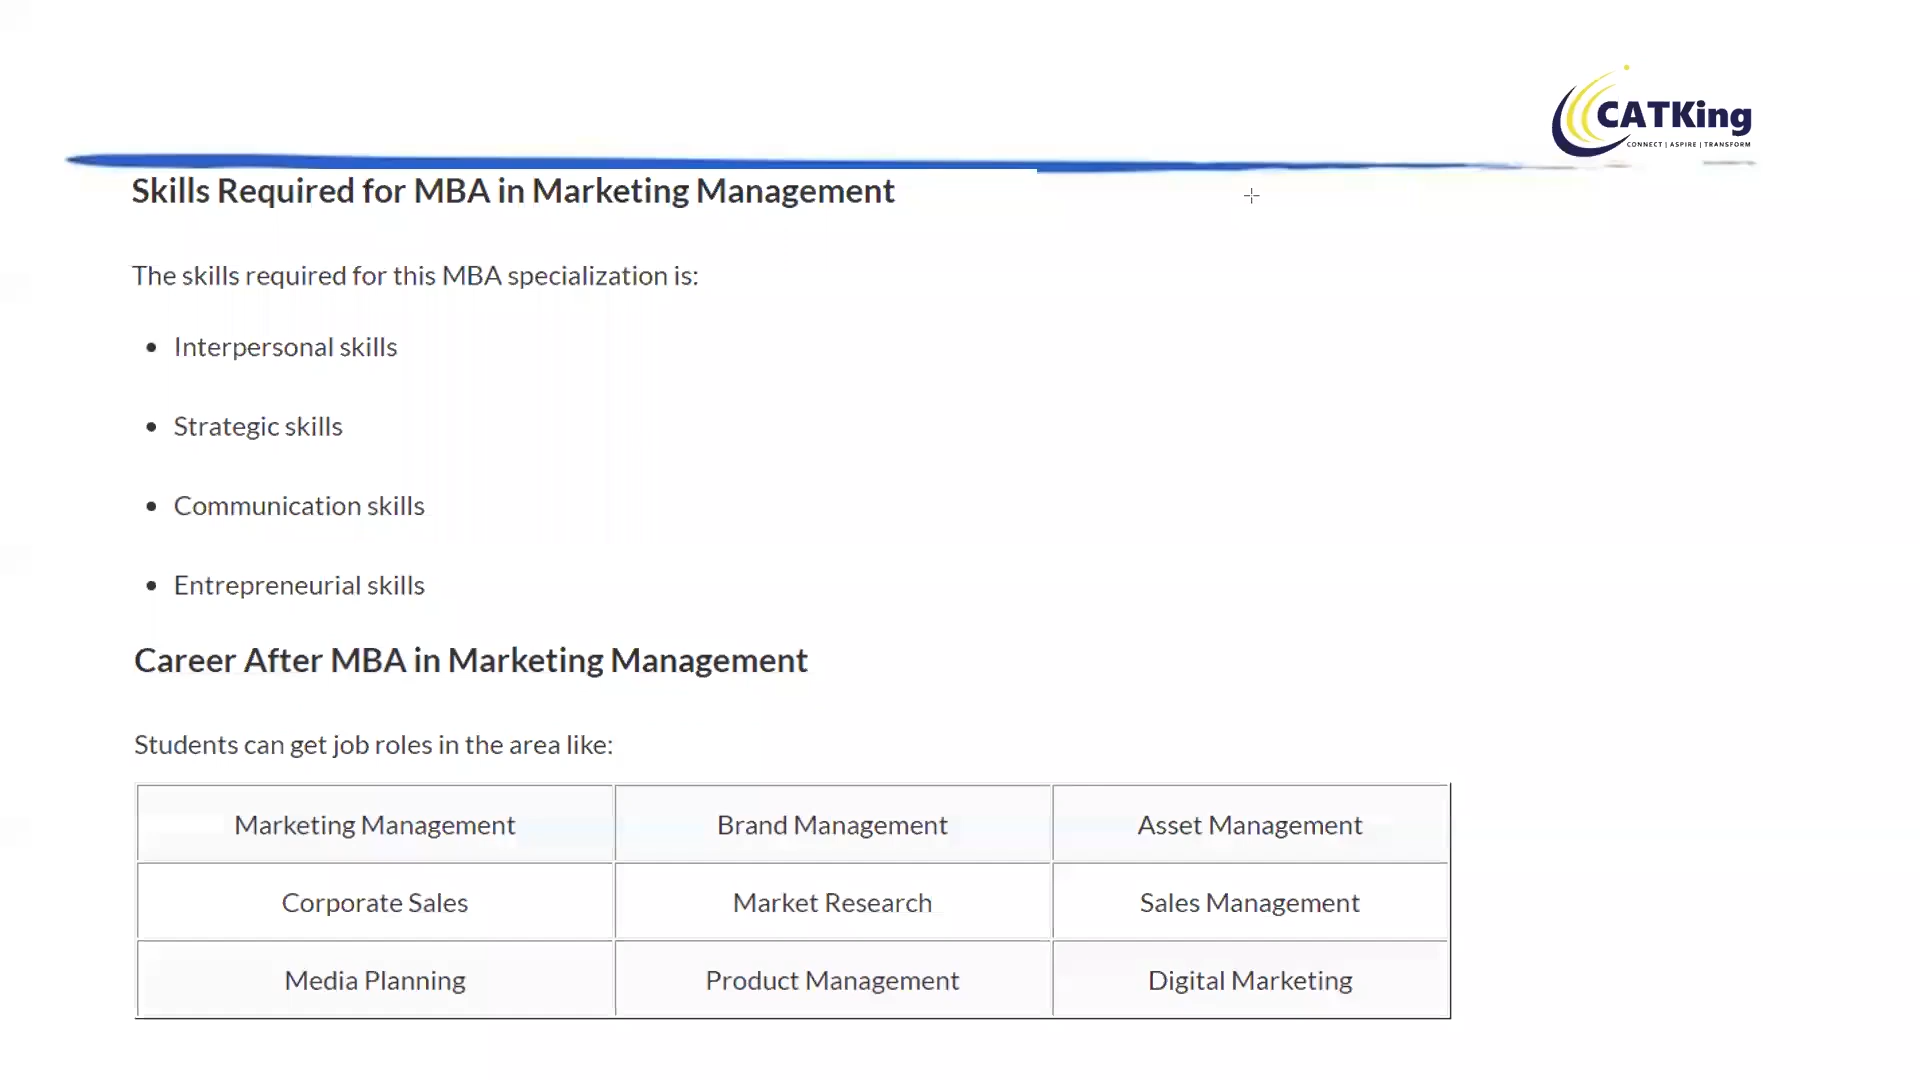 CATKing
CONNECT | ASPIRE | TRANSFORM
Skills Required for MBA in Marketing Management
The skills required for this MBA specialization is:
• Interpersonal skills
• Strategic skills
• Communication skills
• Entrepreneurial skills
Career After MBA in Marketing Management
Students can get job roles in the area like:
Marketing Management Brand Management Asset Management
Corporate Sales Market Research Sales Management
Media Planning Product Management Digital Marketing